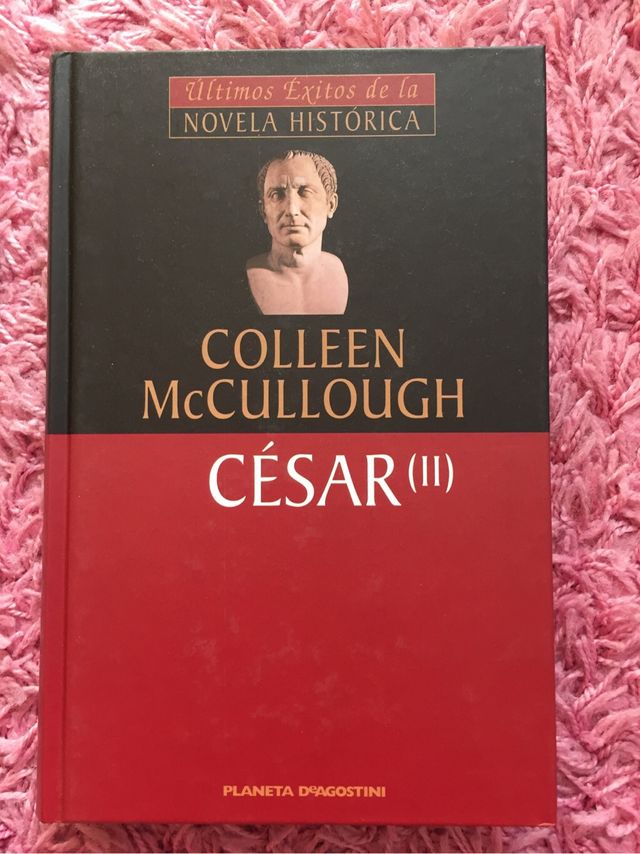 Últimos Éxitos de la
NOVELA HISTÓRICA
COLLEEN
McCULLOUGH
CÉSAR (II)
PLANETA DeAGOSTINI